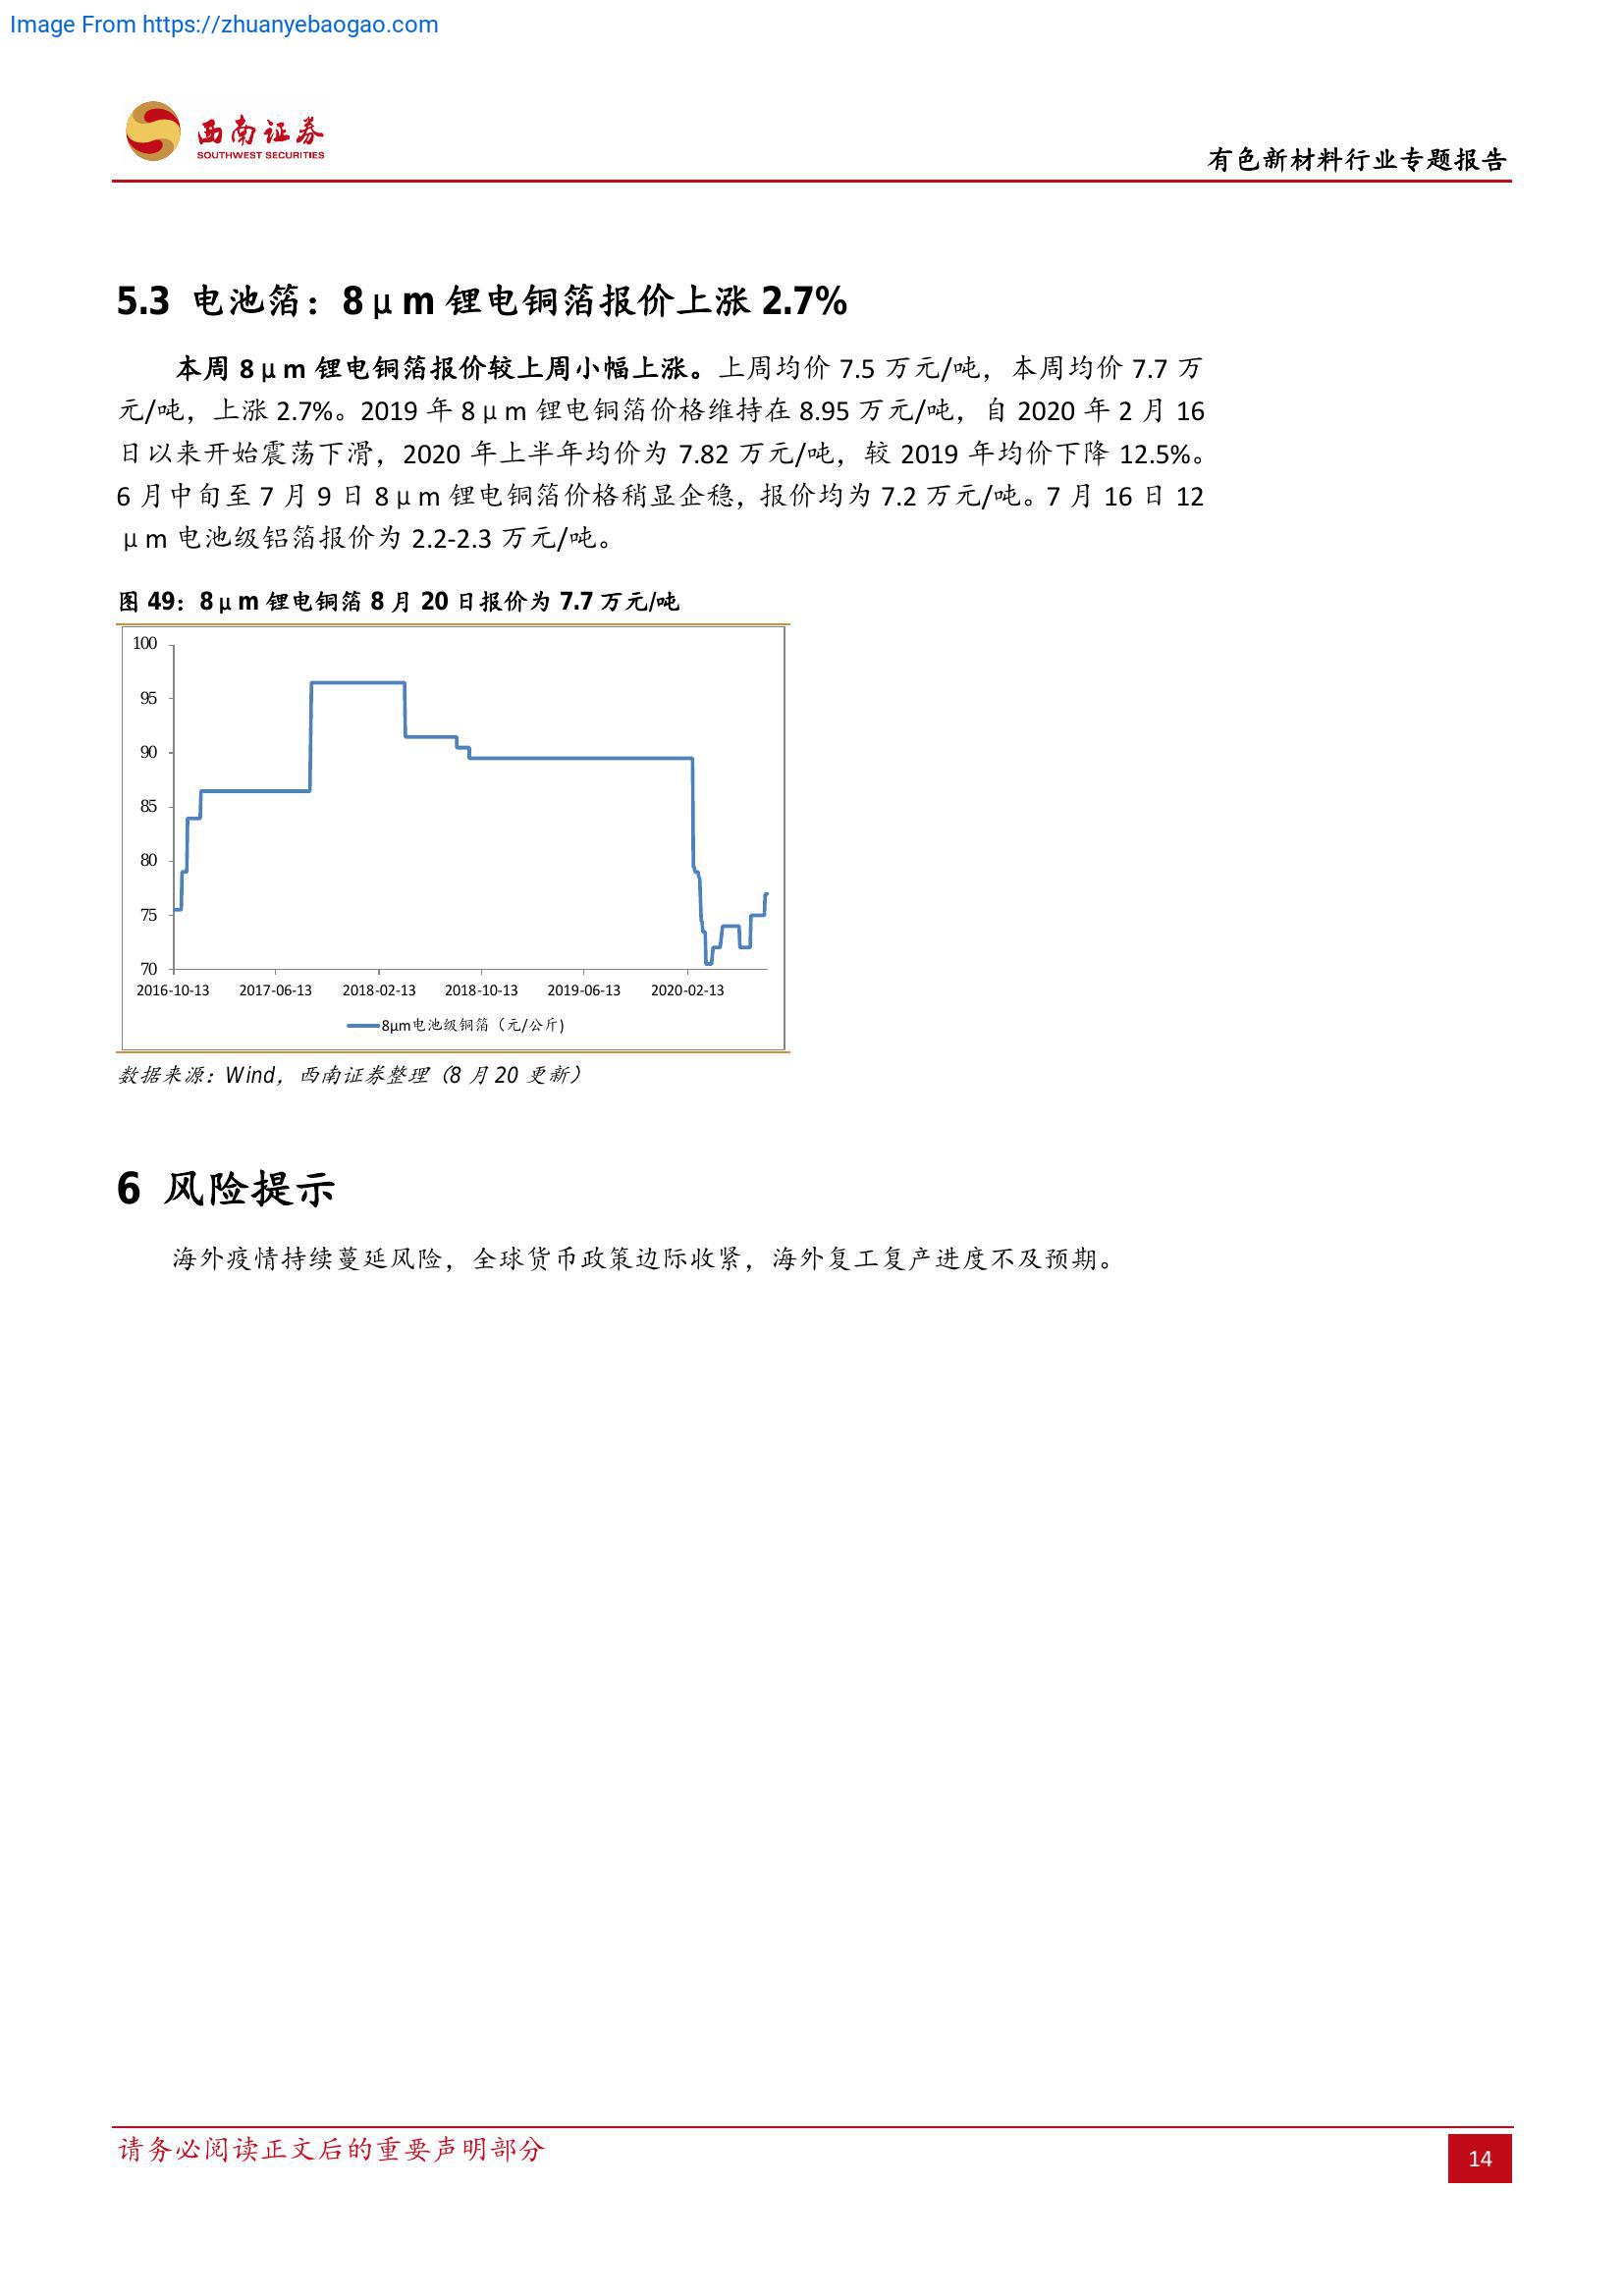 Image From https://zhuanyebaogao.com
西南证券
SOUTHWEST SECURITIES
有色新材料行业专题报告
5.3 电池箔：8μm 锂电铜箔报价上涨 2.7%
本周 8μm 锂电铜箔报价较上周小幅上涨。上周均价 7.5 万元/吨，本周均价 7.7 万
元/吨，上涨 2.7%。2019 年 8μm 锂电铜箔价格维持在 8.95 万元/吨，自 2020 年 2 月 16
日以来开始震荡下滑，2020 年上半年均价为 7.82 万元/吨，较 2019 年均价下降 12.5%。
6 月中旬至 7 月 9 日 8μm 锂电铜箔价格稍显企稳，报价均为 7.2 万元/吨。7 月 16 日 12
μm 电池级铝箔报价为 2.2-2.3 万元/吨。
图 49：8μm 锂电铜箔 8 月 20 日报价为 7.7 万元/吨
100
95
90
85
80
75
70
2016-10-13 2017-06-13 2018-02-13 2018-10-13 2019-06-13 2020-02-13
8μm电池级铜箔（元/公斤)
数据来源：Wind，西南证券整理（8 月 20 更新）
6 风险提示
海外疫情持续蔓延风险，全球货币政策边际收紧，海外复工复产进度不及预期。
请务必阅读正文后的重要声明部分
14